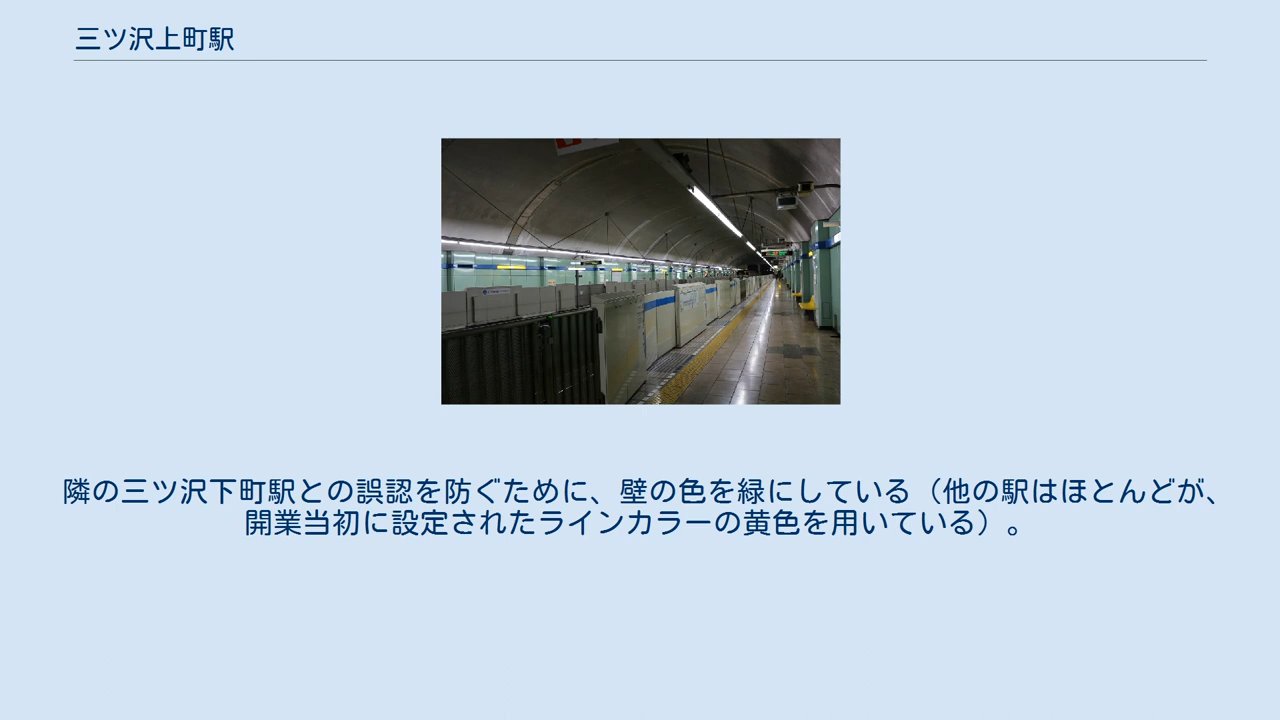 三ツ沢上町駅
隣の三ツ沢下町駅との誤認を防ぐために、壁の色を緑にしている（他の駅はほとんどが、
開業当初に設定されたラインカラーの黄色を用いている）。